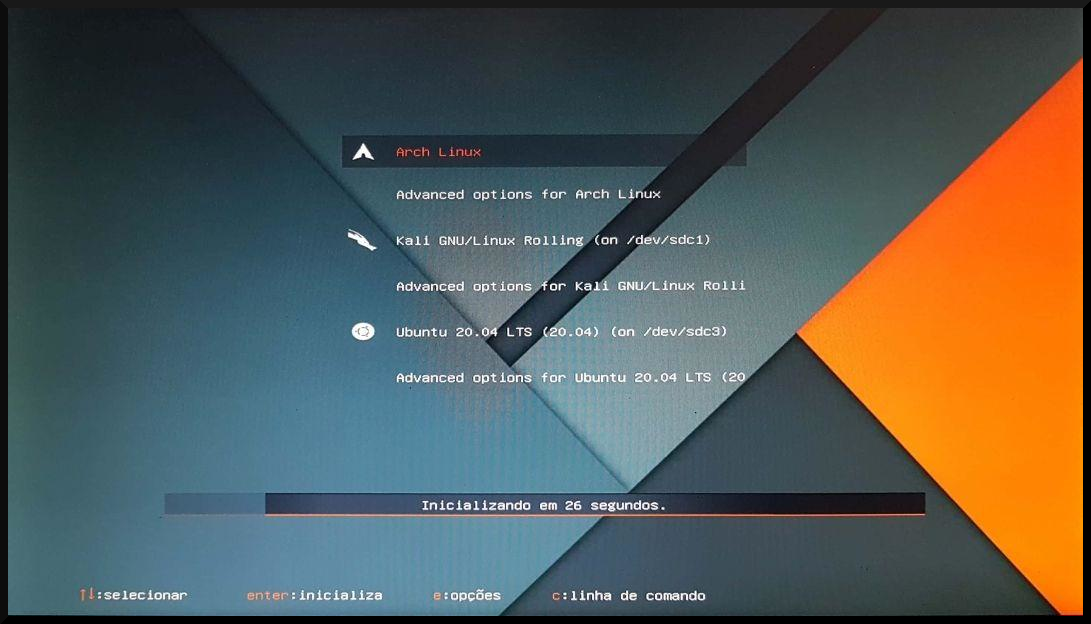 Arch Linux
Advanced options for Arch Linux
Kali GNU/Linux Rolling (on /dev/sdc1)
Advanced options for Kali GNU/Linux Rolli
Ubuntu 20.04 LTS (20.04) (on /dev/sdc3)
Advanced options for Ubuntu 20.04 LTS (20
Inicializando em 26 segundos.
↑↓:selecionar enter:inicializa e:opções c:linha de comando